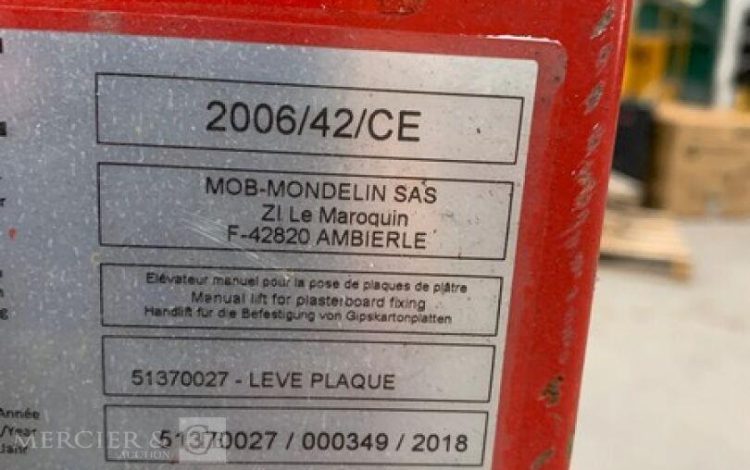 2006/42/CE
MOB-MONDELIN SAS
ZI Le Maroquin
F-42820 AMBIERLE
Elévateur manuel pour la pose de plaques de plâtre
Manual lift for plasterboard fixing
Handlift für die Befestigung von Gipskartonplatten
51370027 - LEVE PLAQUE
Année
/Year
Jahr
51370027 / 000349 / 2018
MERCIER &
AUCTION